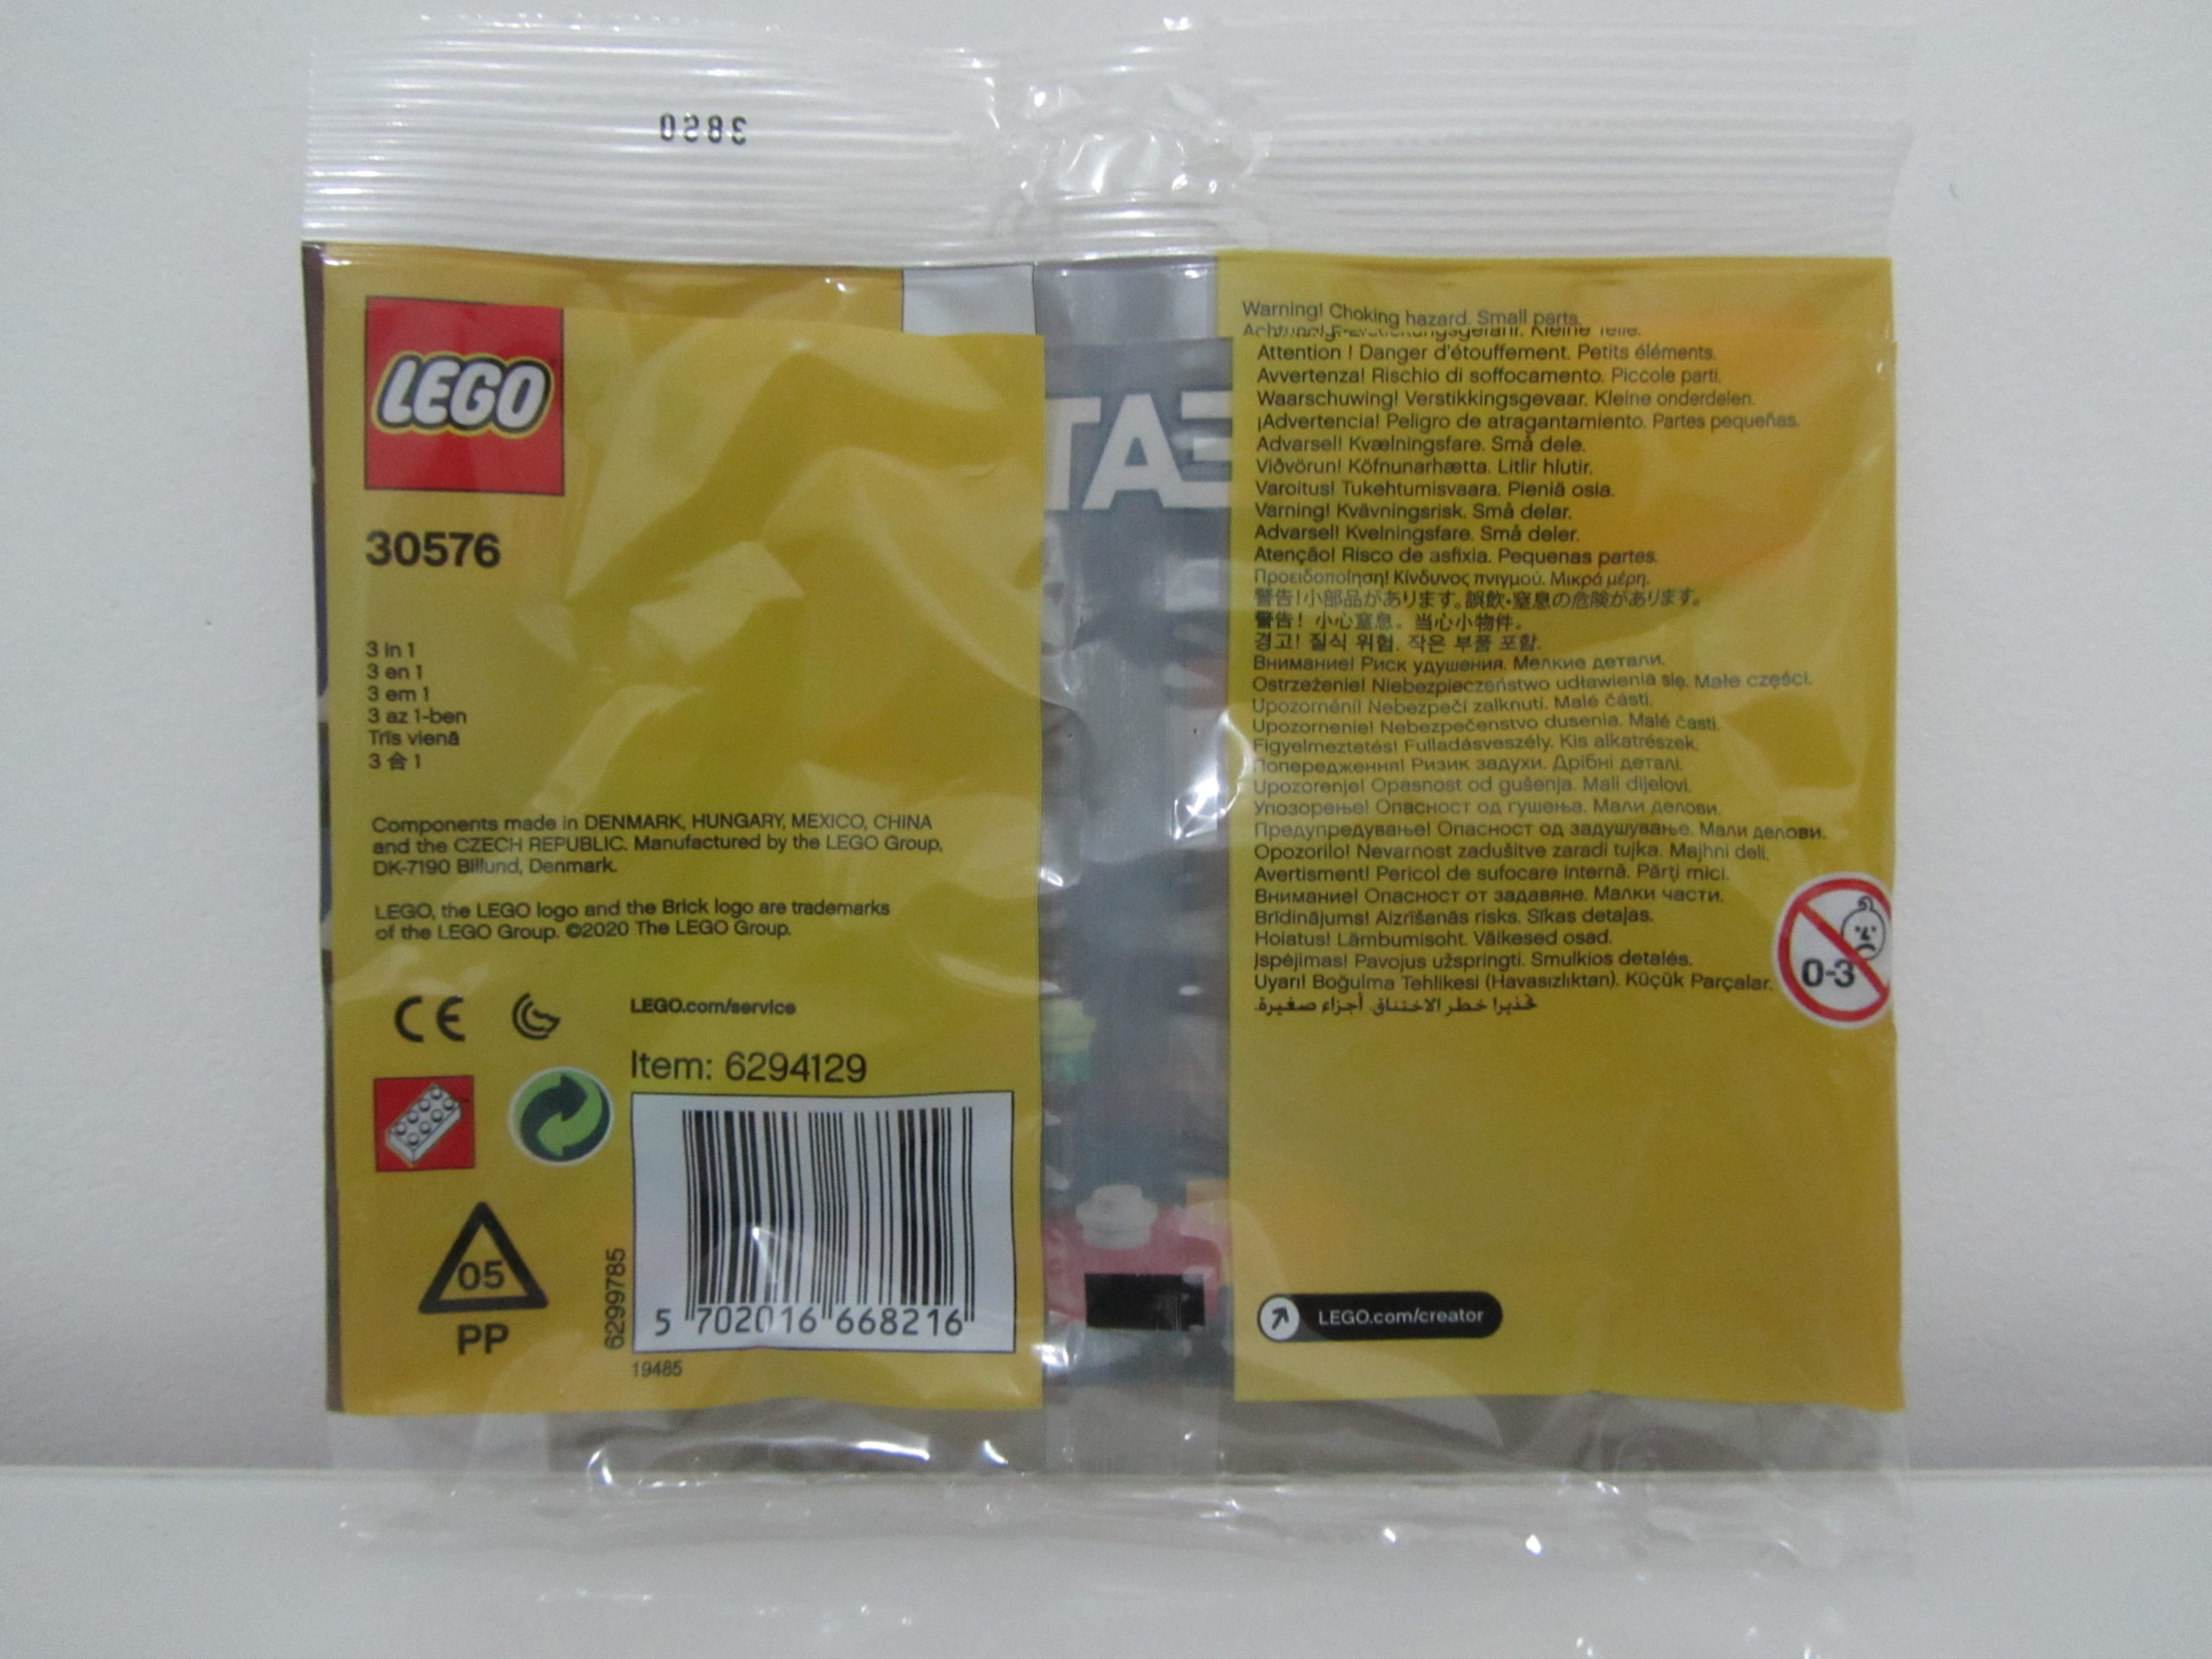 LEGO
30576
3 in 1
3 en 1
3 em 1
3 az 1-ben
Trīs vienā
3 合 1
Components made in DENMARK, HUNGARY, MEXICO, CHINA
and the CZECH REPUBLIC. Manufactured by the LEGO Group,
DK-7190 Billund, Denmark.
LEGO, the LEGO logo and the Brick logo are trademarks
of the LEGO Group. ©2020 The LEGO Group.
CE
LEGO.com/service
Item: 6294129
05
PP
6299785
5 702016 668216
19485
Warning! Choking hazard. Small parts.
Kleine Teile.
Attention ! Danger d'étouffement. Petits éléments.
Avvertenza! Rischio di soffocamento. Piccole parti.
Waarschuwing! Verstikkingsgevaar. Kleine onderdelen.
¡Advertencia! Peligro de atragantamiento. Partes pequeñas.
Advarsel! Kvælningsfare. Små dele.
Viðvörun! Köfnunarhætta. Litlir hlutir.
Varoitus! Tukehtumisvaara. Pieniä osia.
Varning! Kvävningsrisk. Små delar.
Advarsel! Kvelningsfare. Små deler.
Atenção! Risco de asfixia. Pequenas partes.
Προειδοποίηση! Κίνδυνος πνιγμού. Μικρά μέρη.
警告!小部品があります。誤飲・窒息の危険があります。
警告! 小心窒息。当心小物件。
경고! 질식 위험. 작은 부품 포함.
Внимание! Риск удушения. Мелкие детали.
Ostrzeżenie! Niebezpieczeństwo udławienia się. Małe części.
Upozornění! Nebezpečí zalknutí. Malé části.
Upozornenie! Nebezpečenstvo dusenia. Malé časti.
Figyelmeztetés! Fulladásveszély. Kis alkatrészek.
Попередження! Ризик задухи. Дрібні деталі.
Upozorenje! Opasnost od gušenja. Mali dijelovi.
Упозорење! Опасност од гушења. Мали делови.
Предупредување! Опасност од задушување. Мали делови.
Opozorilo! Nevarnost zadušitve zaradi tujka. Majhni deli.
Avertisment! Pericol de sufocare internă. Părţi mici.
Внимание! Опасност от задавяне. Малки части.
Brīdinājums! Aizrīšanās risks. Sīkas detaļas.
Hoiatus! Lämbumisoht. Väikesed osad.
Įspėjimas! Pavojus užspringti. Smulkios detalės.
Uyarı! Boğulma Tehlikesi (Havasızlıktan). Küçük Parçalar.
تحذير! خطر الاختناق. أجزاء صغيرة.
0-3
LEGO.com/creator